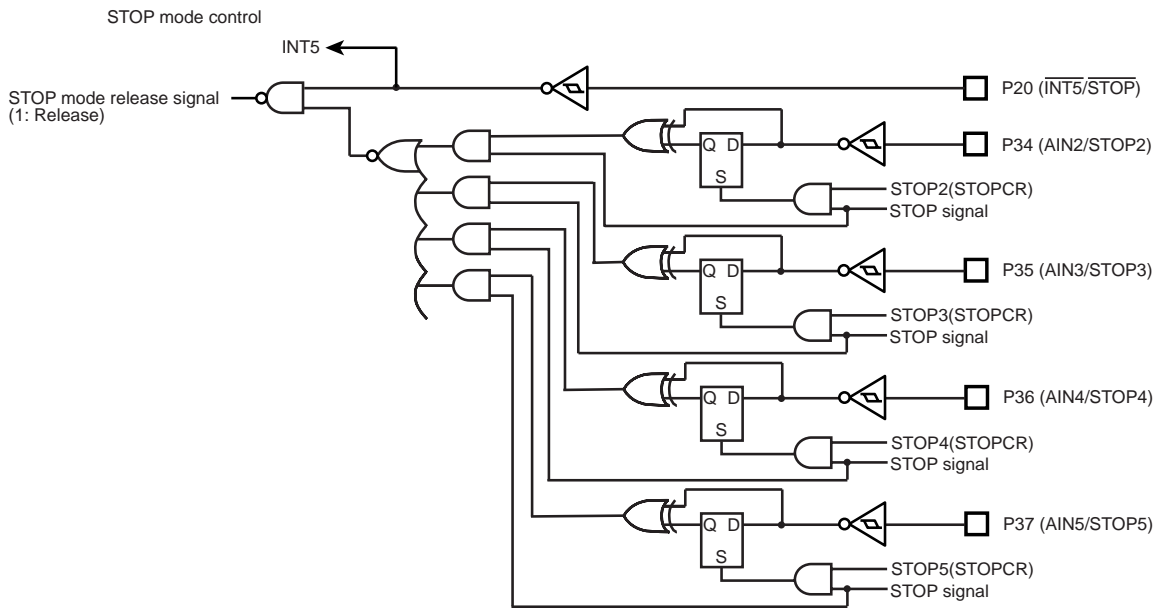 STOP mode control
INT5
STOP mode release signal
(1: Release)
P20 (INT5/STOP)
P34 (AIN2/STOP2)
Q D
S
STOP2(STOPCR)
STOP signal
P35 (AIN3/STOP3)
Q D
S
STOP3(STOPCR)
STOP signal
P36 (AIN4/STOP4)
Q D
S
STOP4(STOPCR)
STOP signal
P37 (AIN5/STOP5)
Q D
S
STOP5(STOPCR)
STOP signal